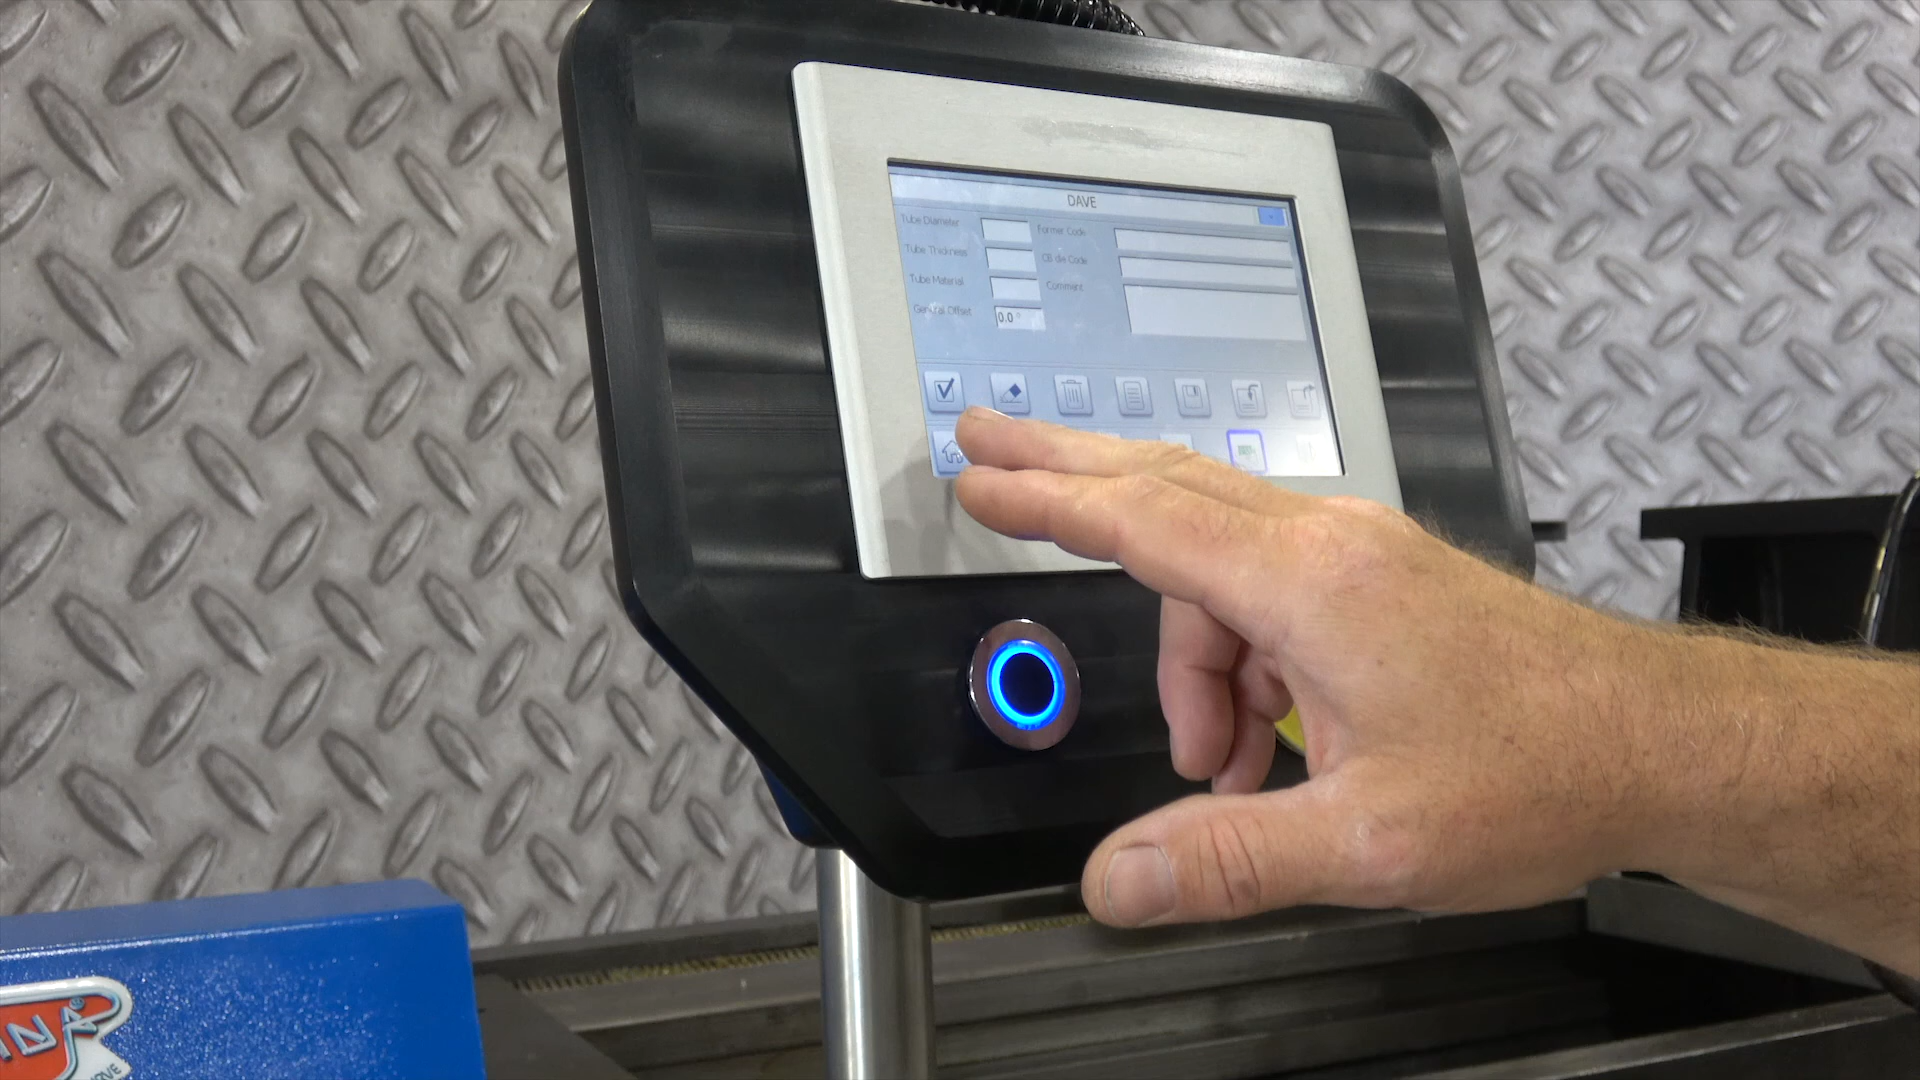 DAVE
Tube Diameter
Former Code
Tube Thickness
CB die Code
Tube Material
Comment
General Offset
0.0 °